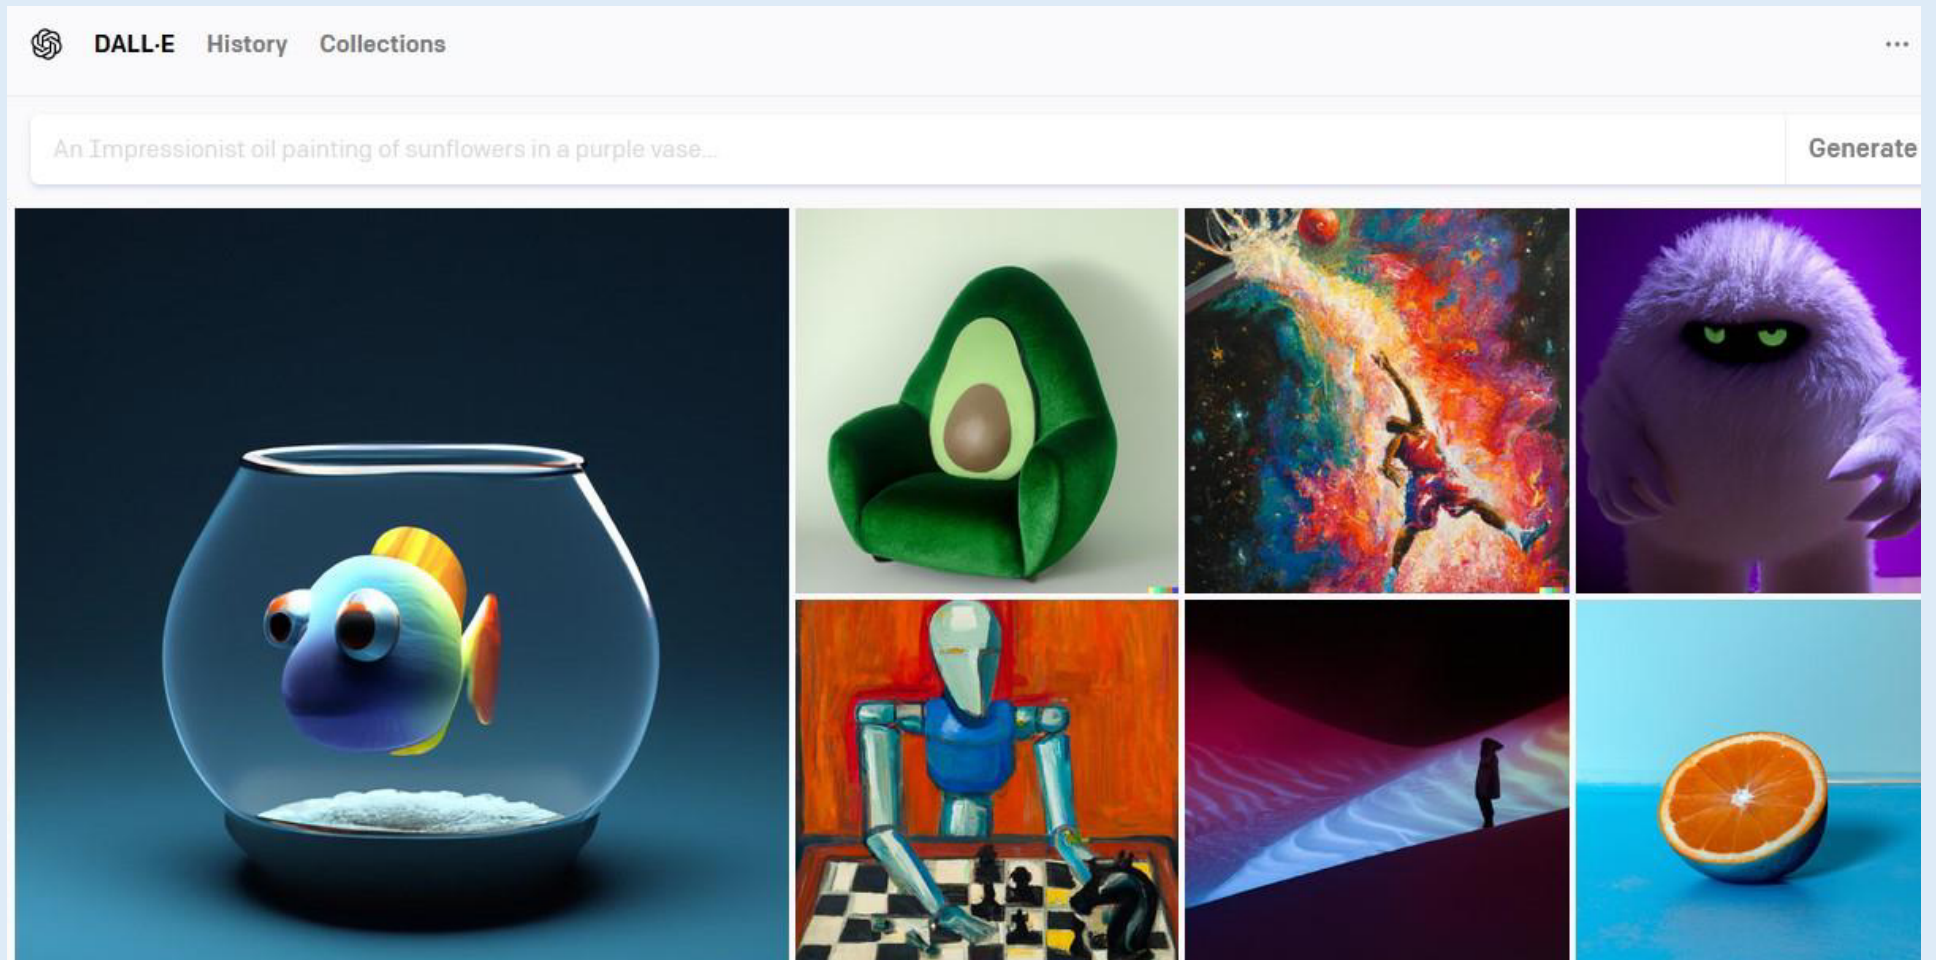 DALL·E History Collections
An Impressionist oil painting of sunflowers in a purple vase...
Generate